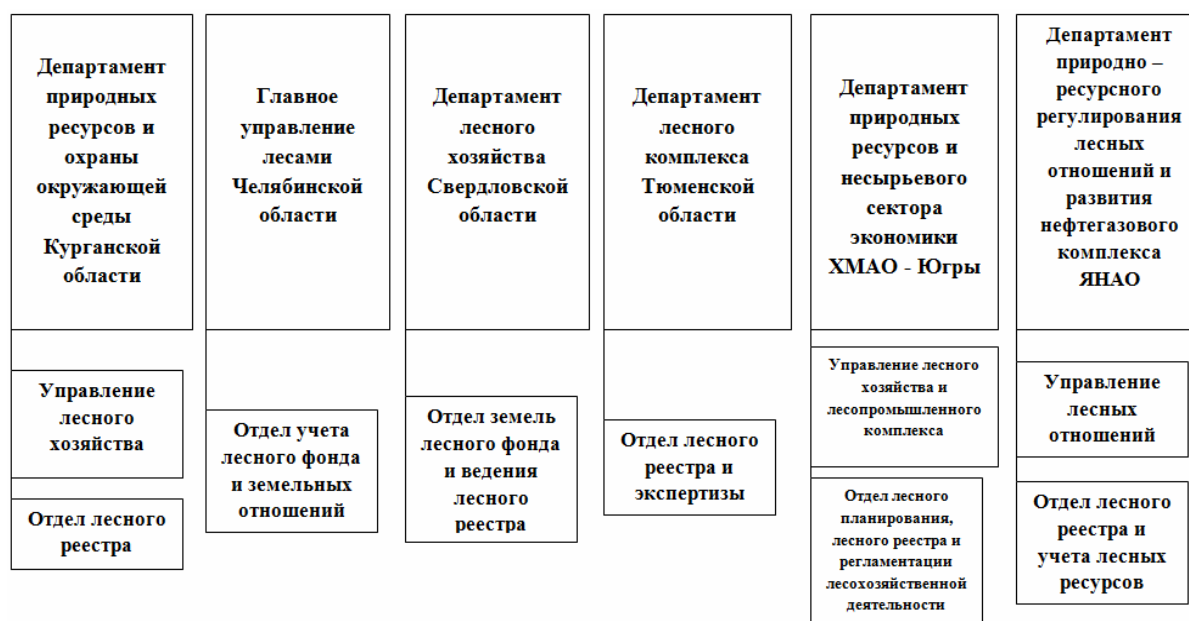 Департамент
природных
ресурсов и
охраны
окружающей
среды
Курганской
области
Управление
лесного
хозяйства
Отдел лесного
реестра
Главное
управление
лесами
Челябинской
области
Отдел учета
лесного фонда
и земельных
отношений
Департамент
лесного
хозяйства
Свердловской
области
Отдел земель
лесного фонда
и ведения
лесного
реестра
Департамент
лесного
комплекса
Тюменской
области
Отдел лесного
реестра и
экспертизы
Департамент
природных
ресурсов и
несырьевого
сектора
экономики
ХМАО - Югры
Управление лесного
хозяйства и
лесопромышленного
комплекса
Отдел лесного
планирования,
лесного реестра и
регламентации
лесохозяйственной
деятельности
Департамент
природно –
ресурсного
регулирования
лесных
отношений и
развития
нефтегазового
комплекса
ЯНАО
Управление
лесных
отношений
Отдел лесного
реестра и
учета лесных
ресурсов